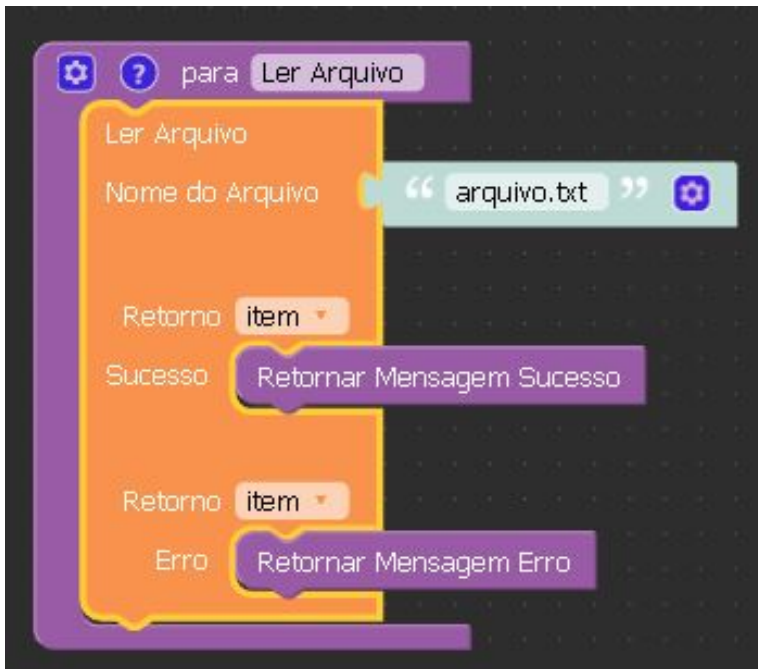 ? para Ler Arquivo
Ler Arquivo
Nome do Arquivo “ arquivo.txt ”
Retorno item
Sucesso Retornar Mensagem Sucesso
Retorno item
Erro Retornar Mensagem Erro